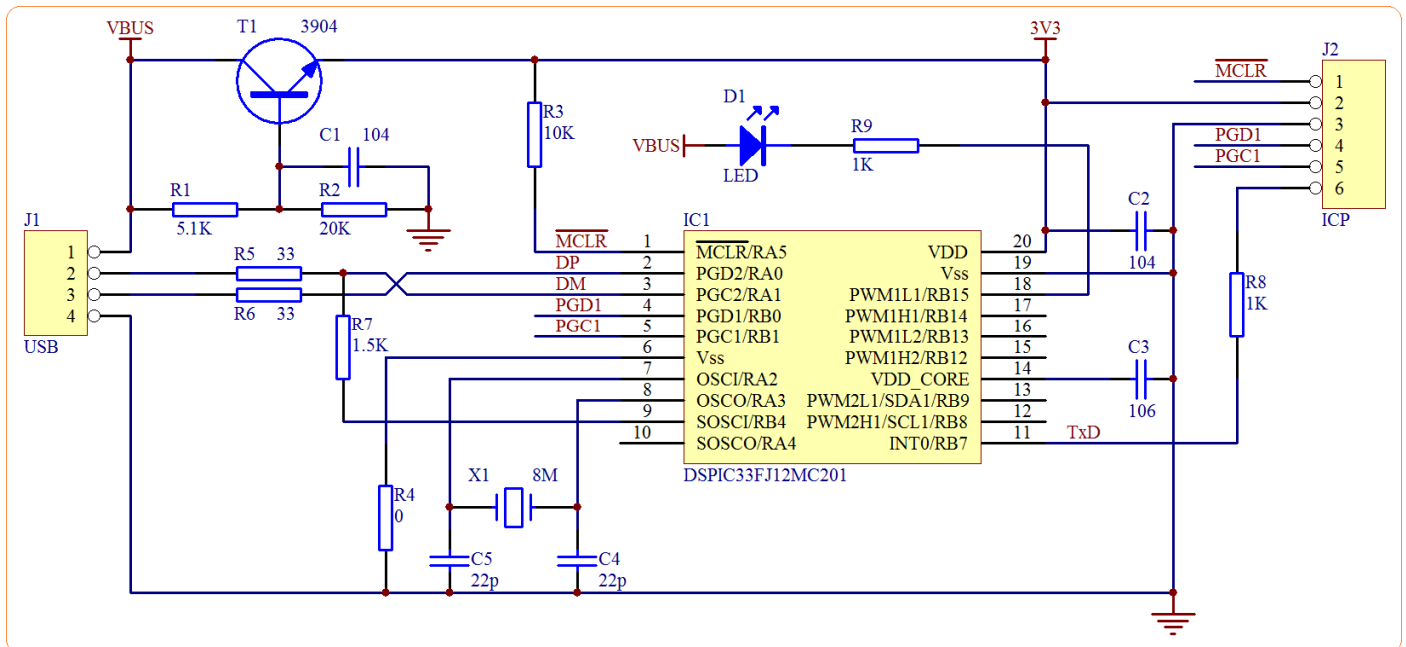 VBUS
T1 3904
3V3
J2
MCLR
1
2
3
PGD1
4
PGC1
5
6
ICP
D1
VBUS
LED
R9
1K
R3
10K
C1 104
R1
5.1K
R2
20K
J1
1
2
3
4
USB
R5 33
R6 33
R7
1.5K
MCLR
DP
DM
PGD1
PGC1
IC1
1 MCLR/RA5
2 PGD2/RA0
3 PGC2/RA1
4 PGD1/RB0
5 PGC1/RB1
6 Vss
7 OSCI/RA2
8 OSCO/RA3
9 SOSCI/RB4
10 SOSCO/RA4
VDD 20
Vss 19
PWM1L1/RB15 18
PWM1H1/RB14 17
PWM1L2/RB13 16
PWM1H2/RB12 15
VDD_CORE 14
PWM2L1/SDA1/RB9 13
PWM2H1/SCL1/RB8 12
INT0/RB7 11
TxD
DSPIC33FJ12MC201
C2
104
C3
106
R8
1K
X1 8M
R4
0
C5
22p
C4
22p